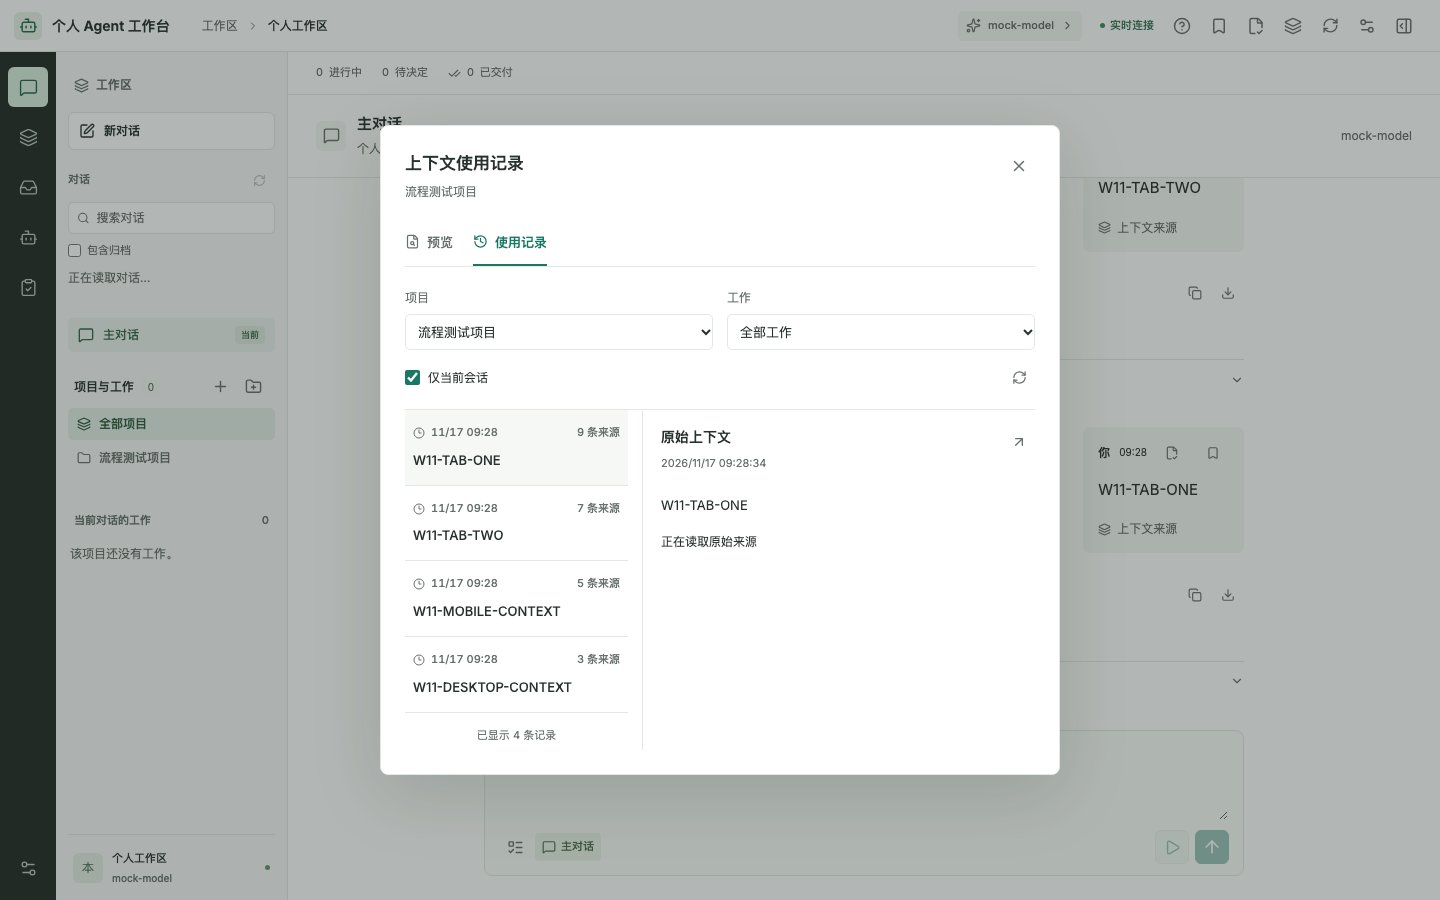 个人 Agent 工作台
工作区
个人工作区
mock-model
实时连接
工作区
新对话
对话
搜索对话
包含归档
正在读取对话...
主对话
当前
项目与工作 0
全部项目
流程测试项目
当前对话的工作 0
该项目还没有工作。
本
个人工作区
mock-model
0 进行中
0 待决定
0 已交付
主对话
个人
mock-model
W11-TAB-TWO
上下文来源
你 09:28
W11-TAB-ONE
上下文来源
主对话
上下文使用记录
流程测试项目
预览
使用记录
项目
流程测试项目
工作
全部工作
仅当前会话
11/17 09:28 9 条来源
W11-TAB-ONE
11/17 09:28 7 条来源
W11-TAB-TWO
11/17 09:28 5 条来源
W11-MOBILE-CONTEXT
11/17 09:28 3 条来源
W11-DESKTOP-CONTEXT
已显示 4 条记录
原始上下文
2026/11/17 09:28:34
W11-TAB-ONE
正在读取原始来源